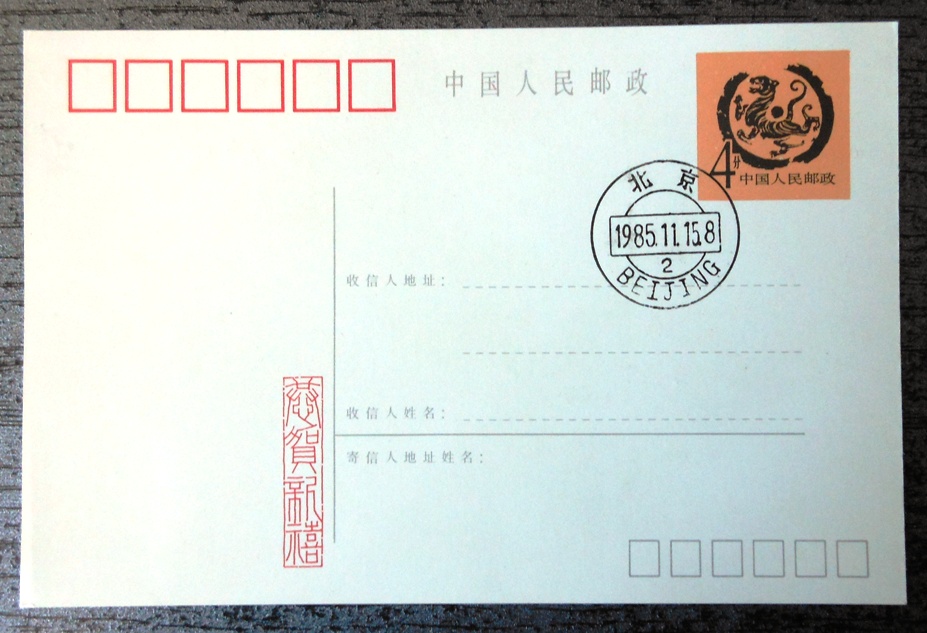 中国人民邮政
4分
中国人民邮政
北京
1985.11.15.8
2
BEIJING
收信人地址：
收信人姓名：
寄信人地址姓名：
恭賀新禧